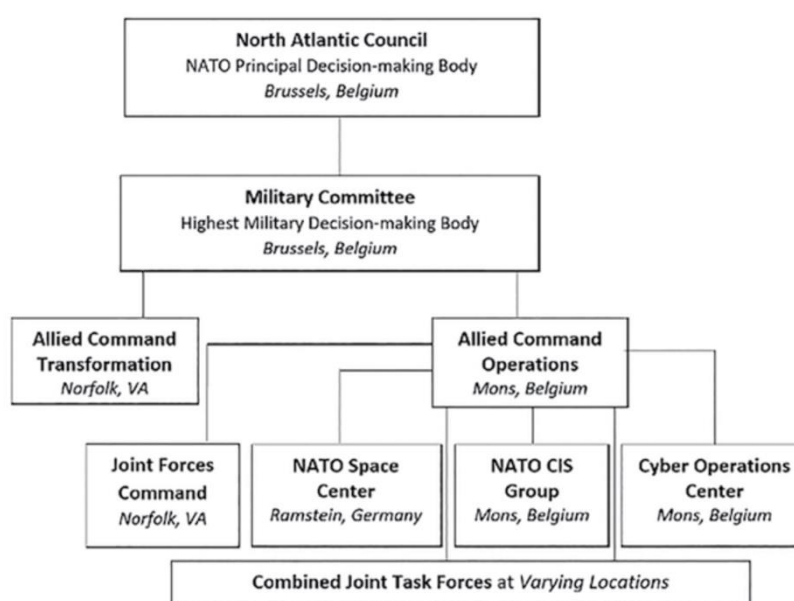 North Atlantic Council
NATO Principal Decision-making Body
Brussels, Belgium
Military Committee
Highest Military Decision-making Body
Brussels, Belgium
Allied Command
Transformation
Norfolk, VA
Allied Command
Operations
Mons, Belgium
Joint Forces
Command
Norfolk, VA
NATO Space
Center
Ramstein, Germany
NATO CIS
Group
Mons, Belgium
Cyber Operations
Center
Mons, Belgium
Combined Joint Task Forces at Varying Locations